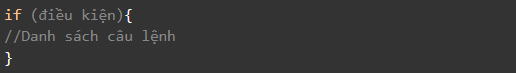 if (điều kiện){
//Danh sách câu lệnh
}